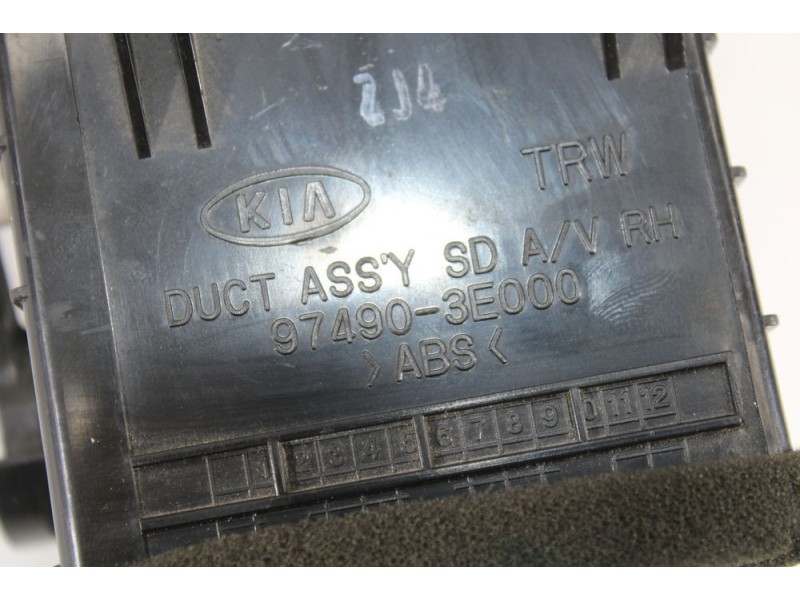 2J4
TRW
KIA
DUCT ASS'Y SD A/V RH
97490-3E000
>ABS<
1 2 3 4 5 6 7 8 9 0 11 12